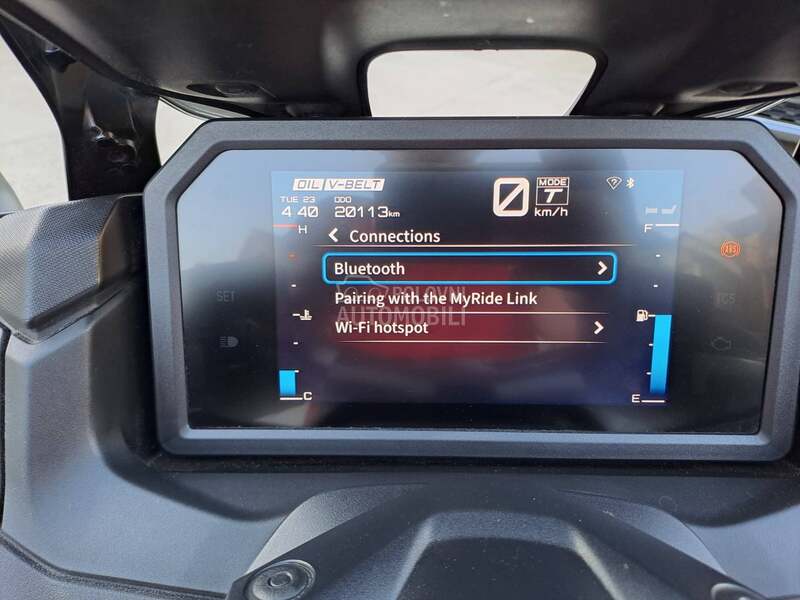 OIL V-BELT
TUE 23 ODO
4:40 20113km
0 MODE T km/h
H F
Connections
Bluetooth
POLOVNI
Pairing with the MyRide Link
AUTOMOBILI
Wi-Fi hotspot
SET
ABS
TCS
C E